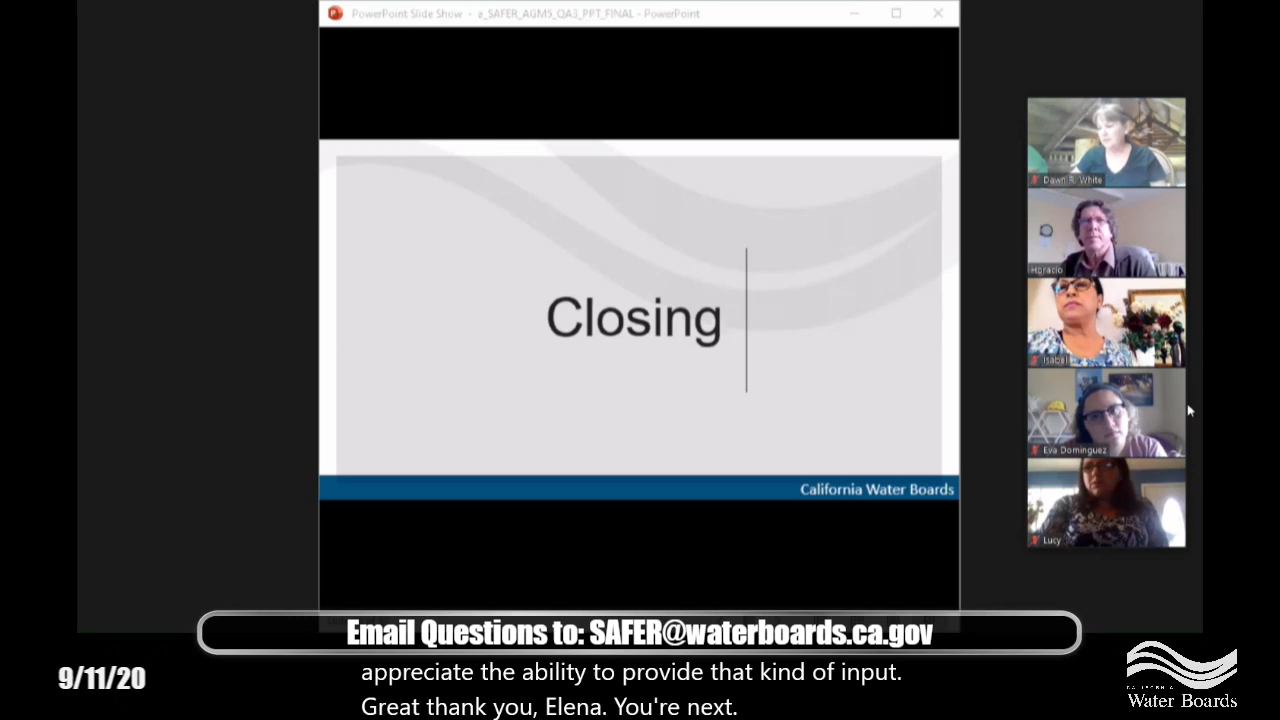 PowerPoint Slide Show - a_SAFER_AGM5_QA3_PPT_FINAL - PowerPoint
Closing
California Water Boards
Dawn R. White
Horacio
Isabel
Eva Dominguez
Lucy
Email Questions to: SAFER@waterboards.ca.gov
9/11/20
appreciate the ability to provide that kind of input.
Great thank you, Elena. You're next.
CALIFORNIA
Water Boards